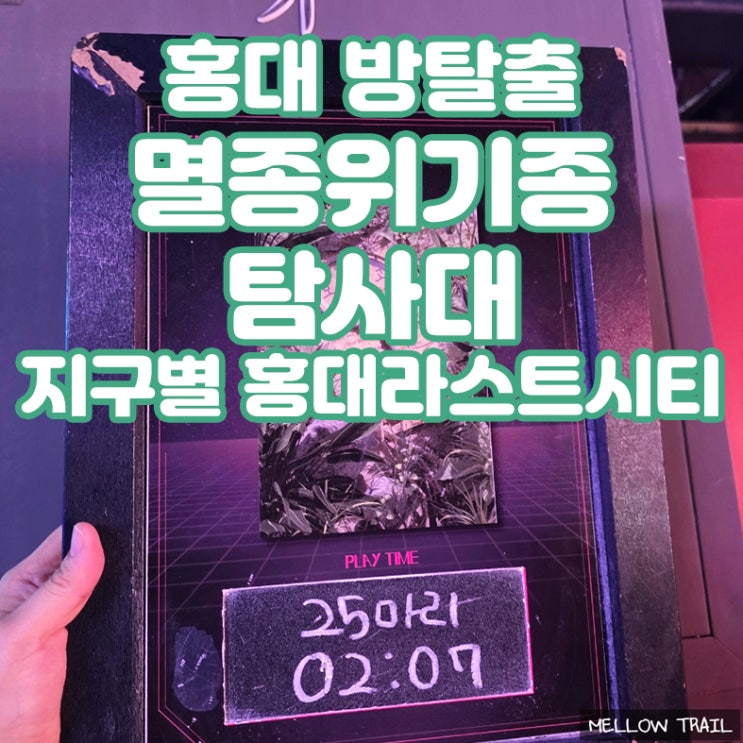 홍대 방탈출
멸종위기종
탐사대
지구별 홍대라스트시티
PLAY TIME
25마리
02:07
MELLOW TRAIL